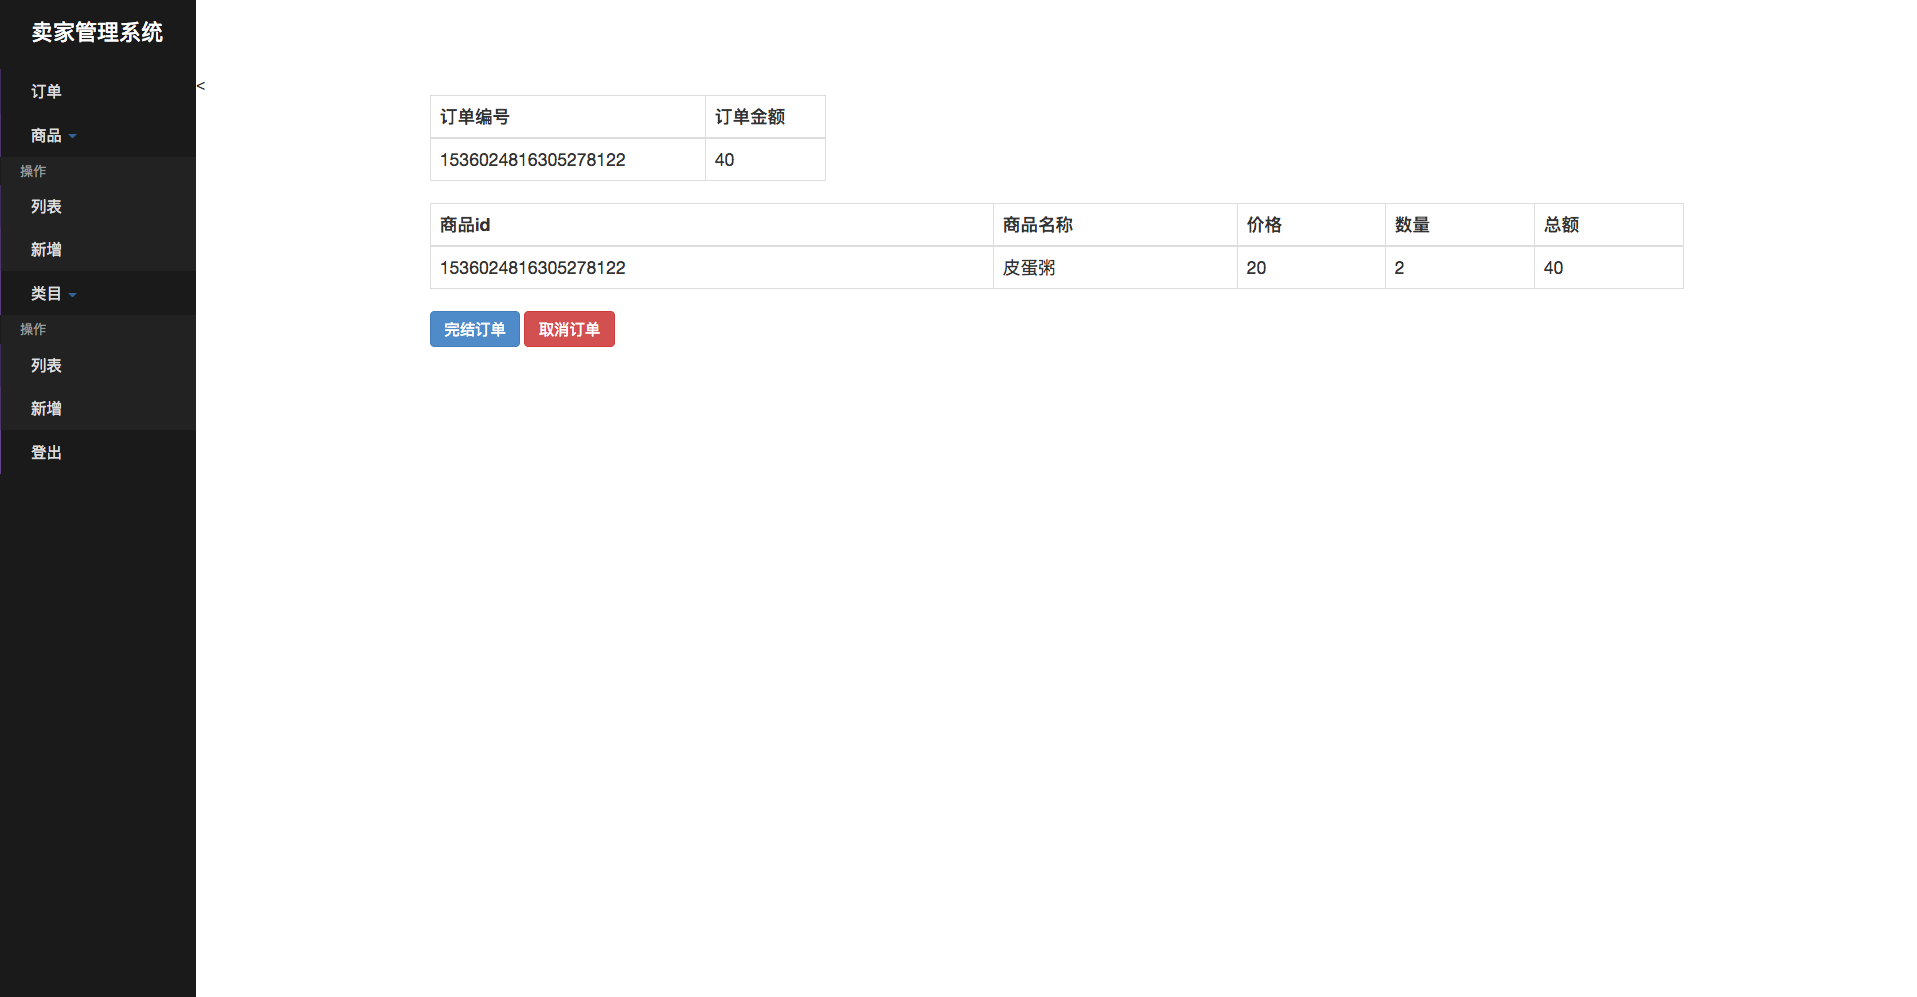 卖家管理系统
订单
商品
操作
列表
新增
类目
操作
列表
新增
登出
<
订单编号 订单金额
1536024816305278122 40
商品id 商品名称 价格 数量 总额
1536024816305278122 皮蛋粥 20 2 40
完结订单 取消订单